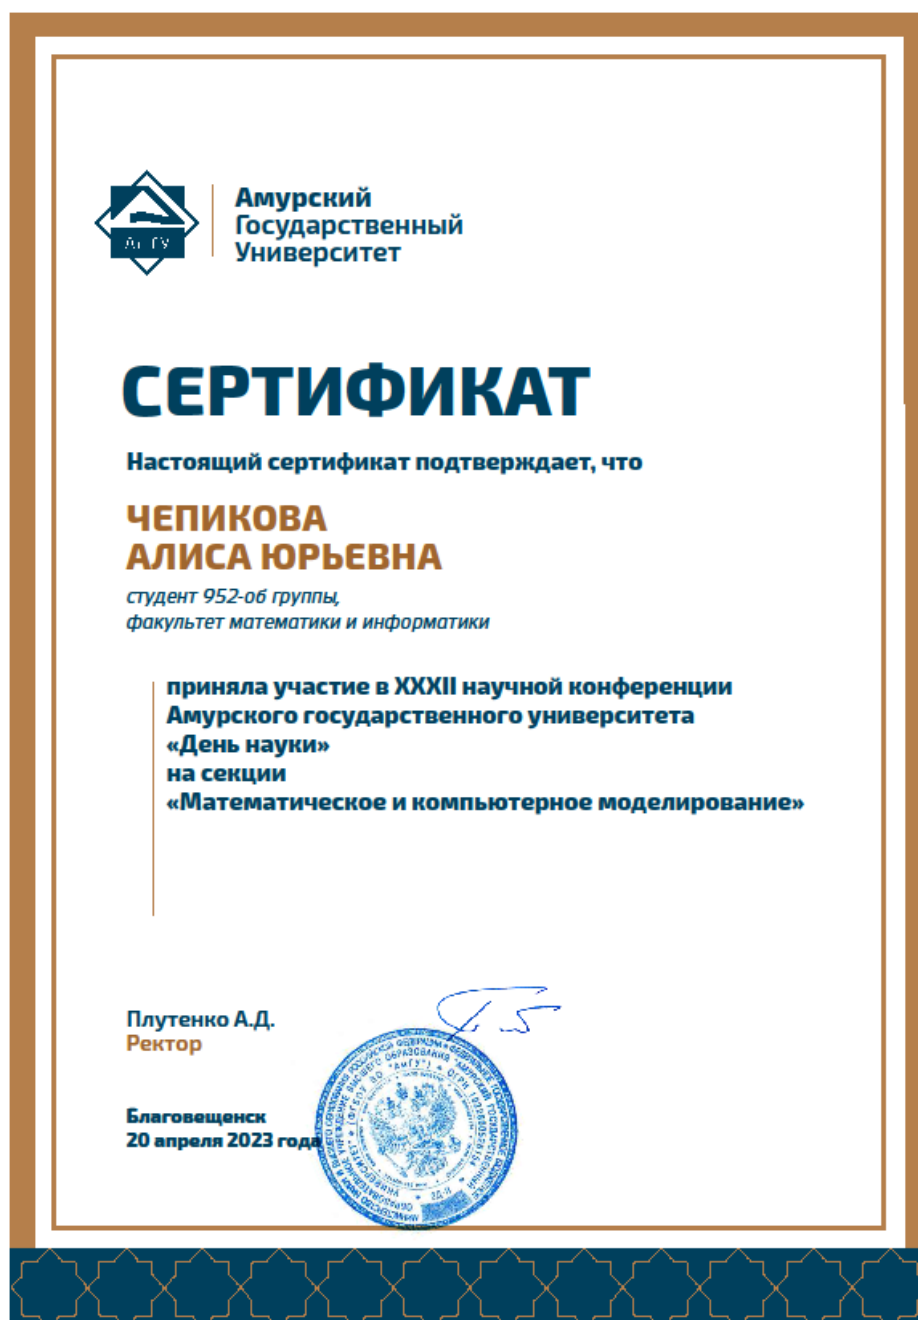 АмГУ
Амурский
Государственный
Университет
СЕРТИФИКАТ
Настоящий сертификат подтверждает, что
ЧЕПИКОВА
АЛИСА ЮРЬЕВНА
студент 952-об группы,
факультет математики и информатики
приняла участие в XXXII научной конференции
Амурского государственного университета
«День науки»
на секции
«Математическое и компьютерное моделирование»
Плутенко А.Д.
Ректор
Благовещенск
20 апреля 2023 года